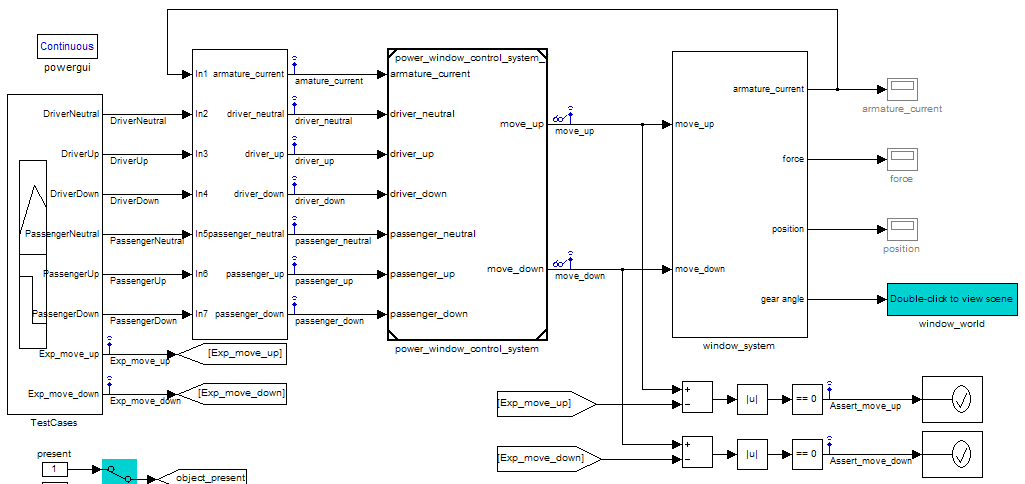 Continuous
powergui
TestCases
DriverNeutral
DriverUp
DriverDown
PassengerNeutral
PassengerUp
PassengerDown
Exp_move_up
Exp_move_down
DriverNeutral
DriverUp
DriverDown
PassengerNeutral
PassengerUp
PassengerDown
Exp_move_up
Exp_move_down
[Exp_move_up]
[Exp_move_down]
In1 armature_current
In2 driver_neutral
In3 driver_up
In4 driver_down
In5 passenger_neutral
In6 passenger_up
In7 passenger_down
amature_current
driver_neutral
driver_up
driver_down
passenger_neutral
passenger_up
passenger_down
power_window_control_system_
armature_current
driver_neutral
driver_up
driver_down
passenger_neutral
passenger_up
passenger_down
move_up
move_down
power_window_control_system
move_up
move_down
move_up
move_down
armature_current
force
position
gear angle
window_system
armature_current
force
position
Double-click to view scene
window_world
[Exp_move_up]
+
−
|u|
== 0
Assert_move_up
[Exp_move_down]
+
−
|u|
== 0
Assert_move_down
present
1
object_present